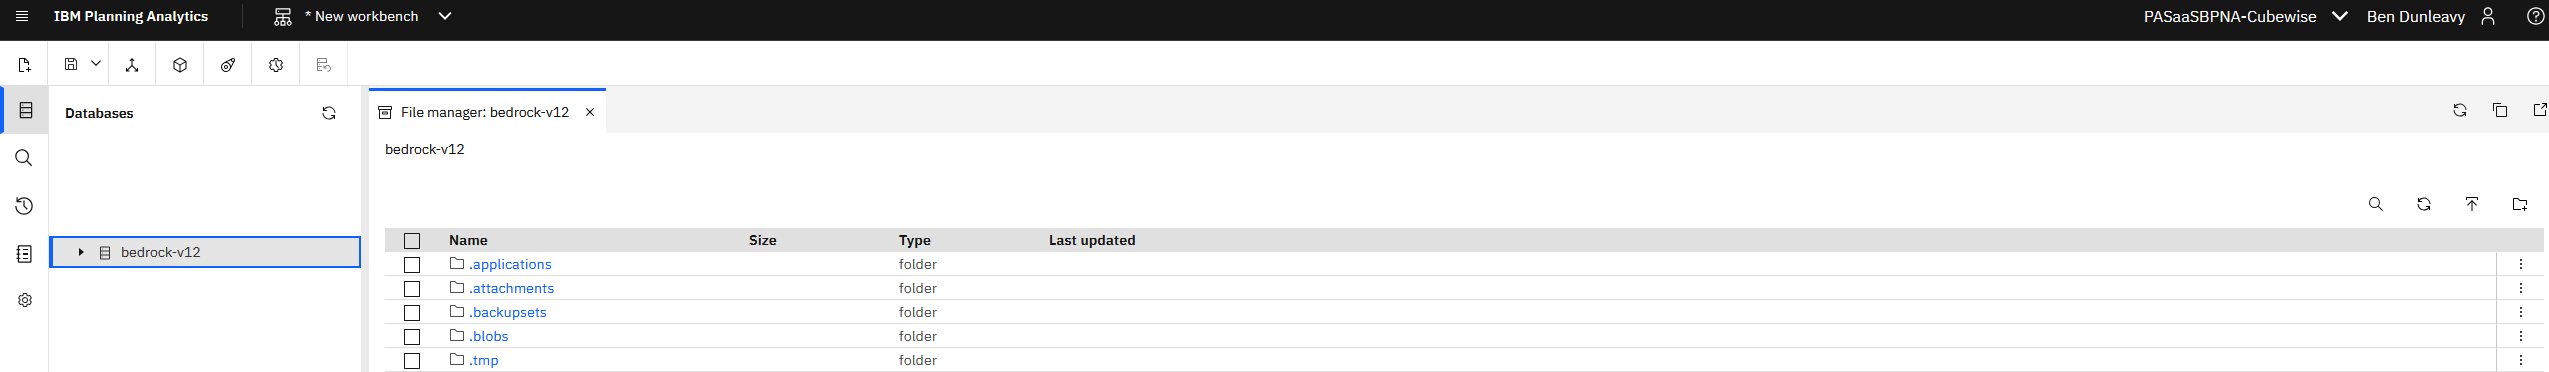 IBM Planning Analytics * New workbench PASaaSBPNA-Cubewise Ben Dunleavy
Databases
File manager: bedrock-v12
bedrock-v12
bedrock-v12
Name Size Type Last updated
.applications folder
.attachments folder
.backupsets folder
.blobs folder
.tmp folder